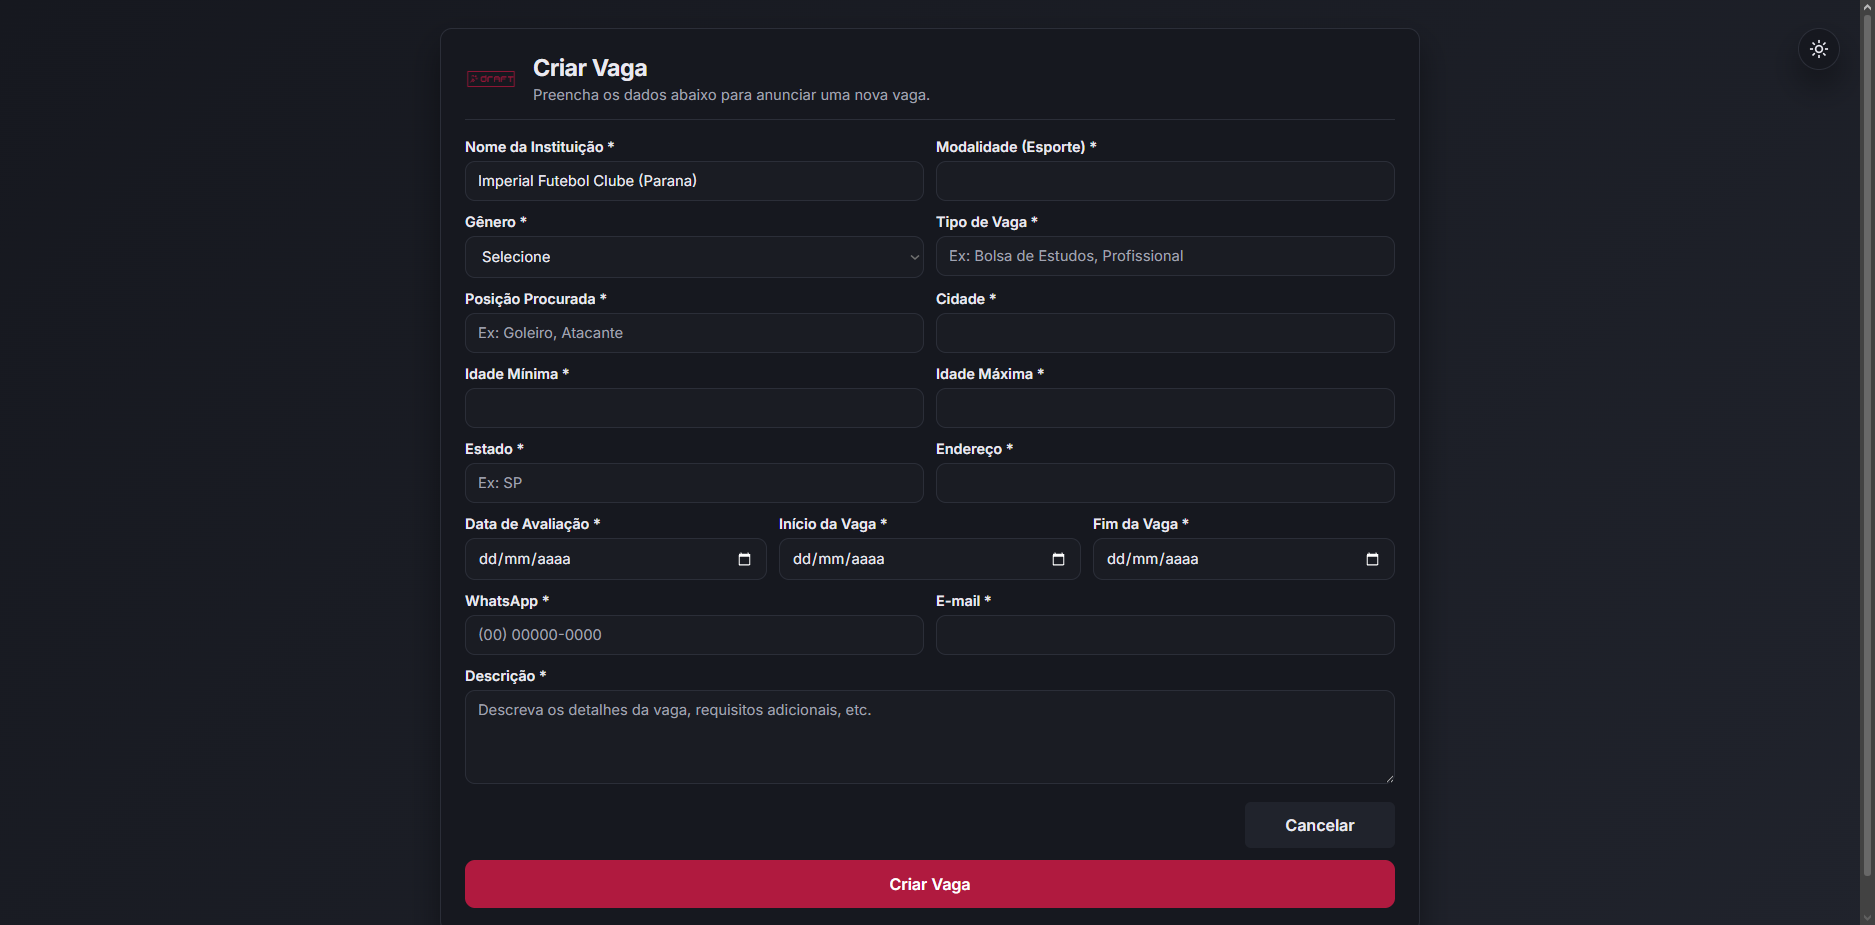 DRAFT
Criar Vaga
Preencha os dados abaixo para anunciar uma nova vaga.
Nome da Instituição * Modalidade (Esporte) *
Imperial Futebol Clube (Parana)
Gênero * Tipo de Vaga *
Selecione Ex: Bolsa de Estudos, Profissional
Posição Procurada * Cidade *
Ex: Goleiro, Atacante
Idade Mínima * Idade Máxima *
Estado * Endereço *
Ex: SP
Data de Avaliação * Início da Vaga * Fim da Vaga *
dd/mm/aaaa dd/mm/aaaa dd/mm/aaaa
WhatsApp * E-mail *
(00) 00000-0000
Descrição *
Descreva os detalhes da vaga, requisitos adicionais, etc.
Cancelar
Criar Vaga